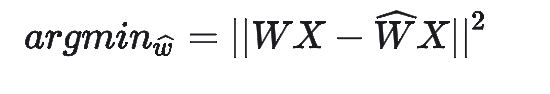 argmin_ŵ = ||WX − ŴX||²